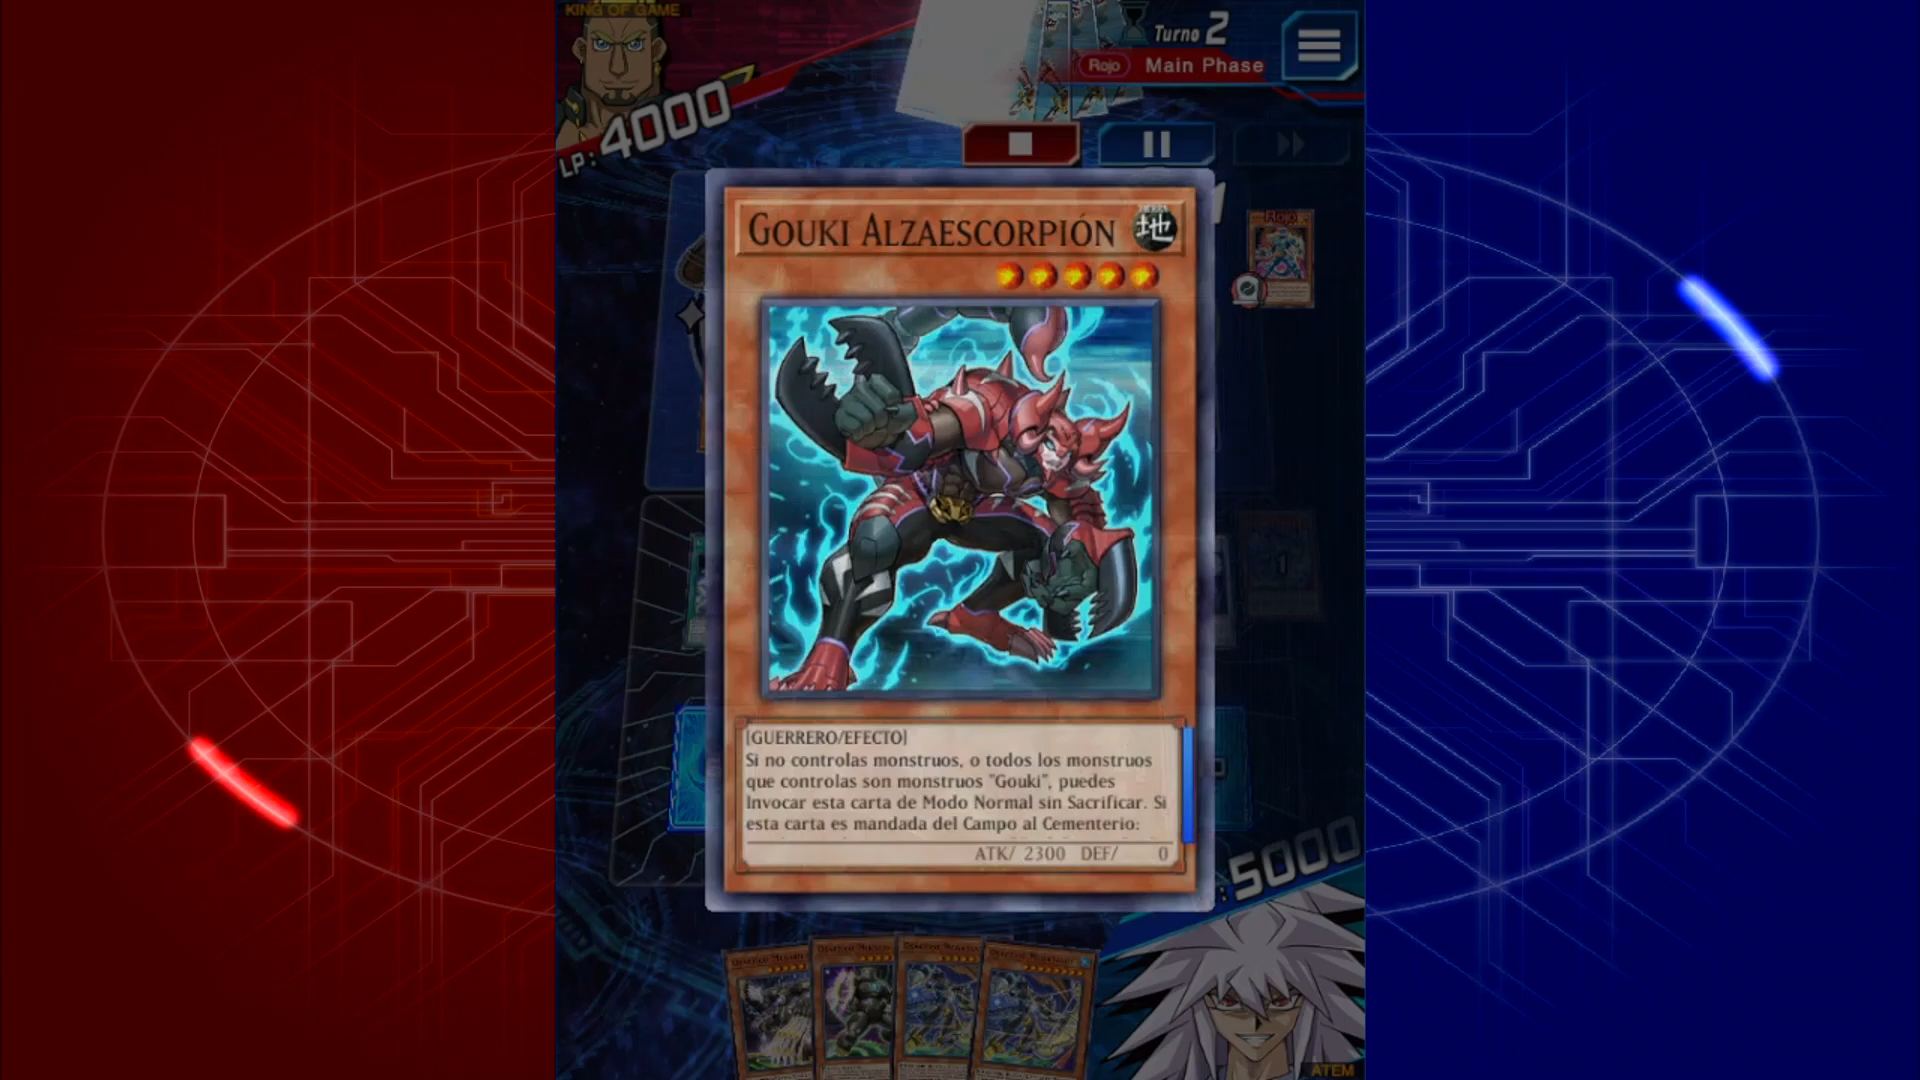 KING OF GAME
Turno 2
Rojo Main Phase
LP: 4000
GOUKI ALZAESCORPIÓN
地
Rojo
[GUERRERO/EFECTO]
Si no controlas monstruos, o todos los monstruos
que controlas son monstruos "Gouki", puedes
Invocar esta carta de Modo Normal sin Sacrificar. Si
esta carta es mandada del Campo al Cementerio:
ATK/ 2300 DEF/ 0
1
: 5000
ATEM